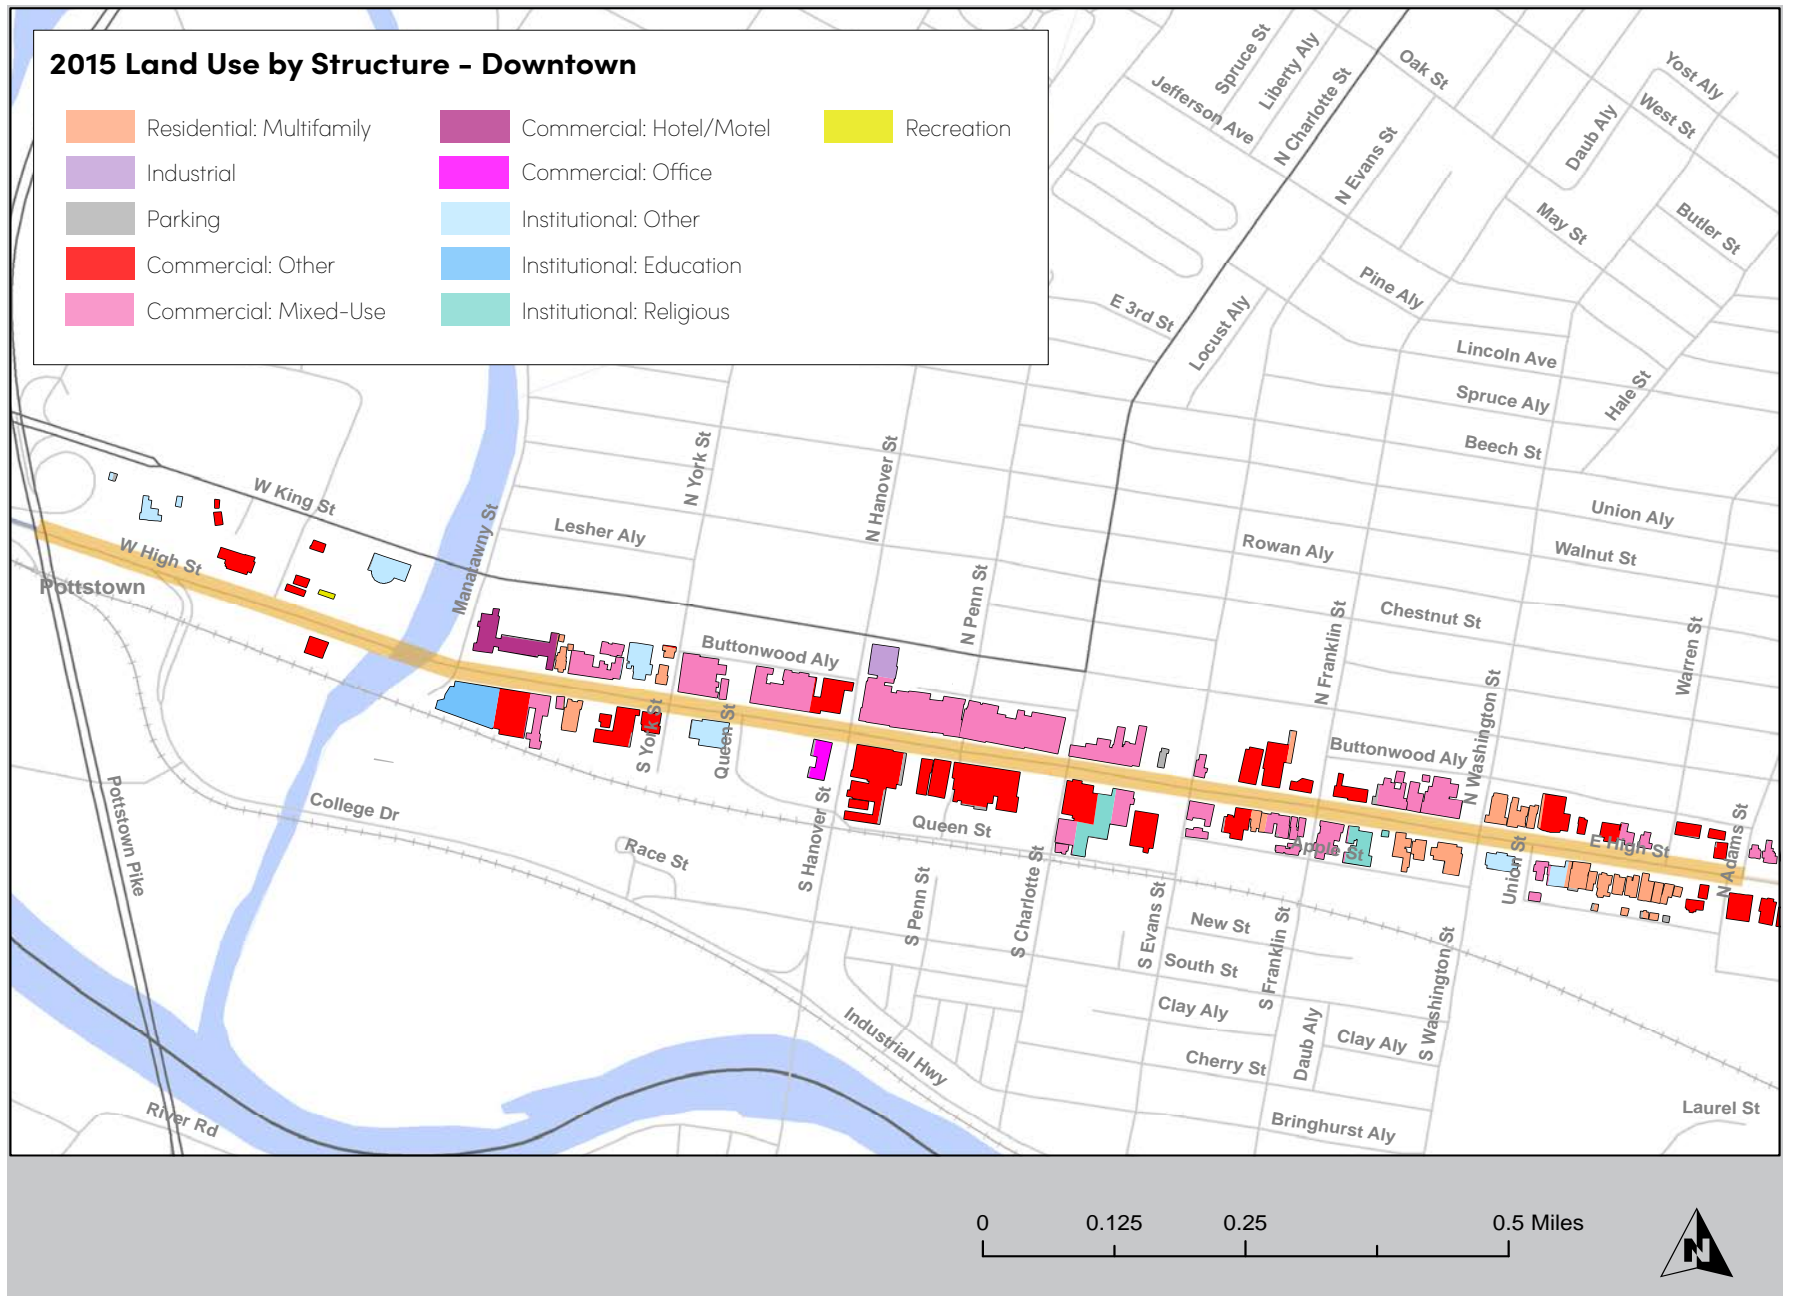 2015 Land Use by Structure - Downtown
Residential: Multifamily
Industrial
Parking
Commercial: Other
Commercial: Mixed-Use
Commercial: Hotel/Motel
Commercial: Office
Institutional: Other
Institutional: Education
Institutional: Religious
Recreation
Spruce St
Liberty Aly
N Charlotte St
Oak St
Yost Aly
West St
Jefferson Ave
Daub Aly
N Evans St
May St
Butler St
Pine Aly
E 3rd St
Locust Aly
Lincoln Ave
Spruce Aly
Hale St
Beech St
N York St
N Hanover St
W King St
Manatawny St
Lesher Aly
Union Aly
Rowan Aly
Walnut St
W High St
Pottstown
N Penn St
Chestnut St
N Franklin St
Warren St
Buttonwood Aly
N Washington St
Buttonwood Aly
S York St
Queen St
Pottstown Pike
College Dr
S Hanover St
Queen St
Race St
Apple St
E High St
N Adams St
Union St
S Penn St
S Charlotte St
S Evans St
New St
S Franklin St
South St
S Washington St
Clay Aly
Daub Aly
Clay Aly
Industrial Hwy
Cherry St
River Rd
Bringhurst Aly
Laurel St
0
0.125
0.25
0.5 Miles
N